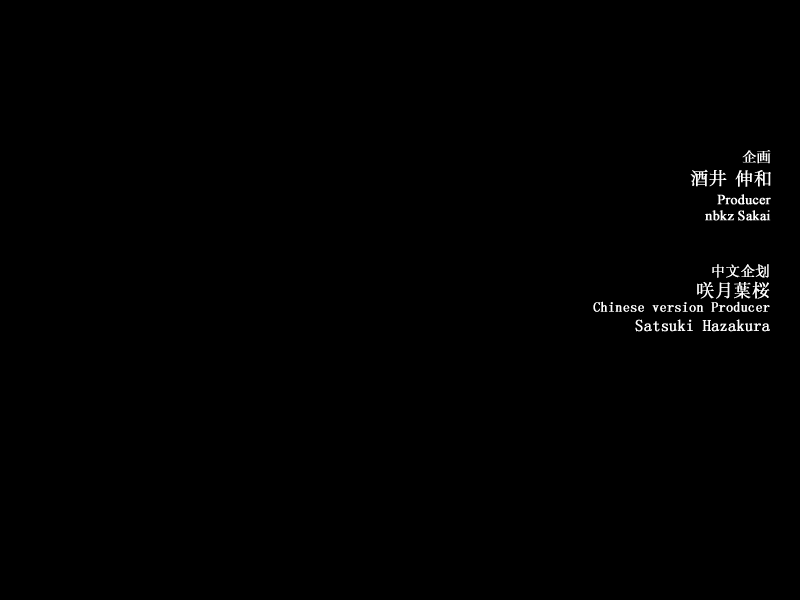 企画
酒井 伸和
Producer
nbkz Sakai
中文企划
咲月葉桜
Chinese version Producer
Satsuki Hazakura